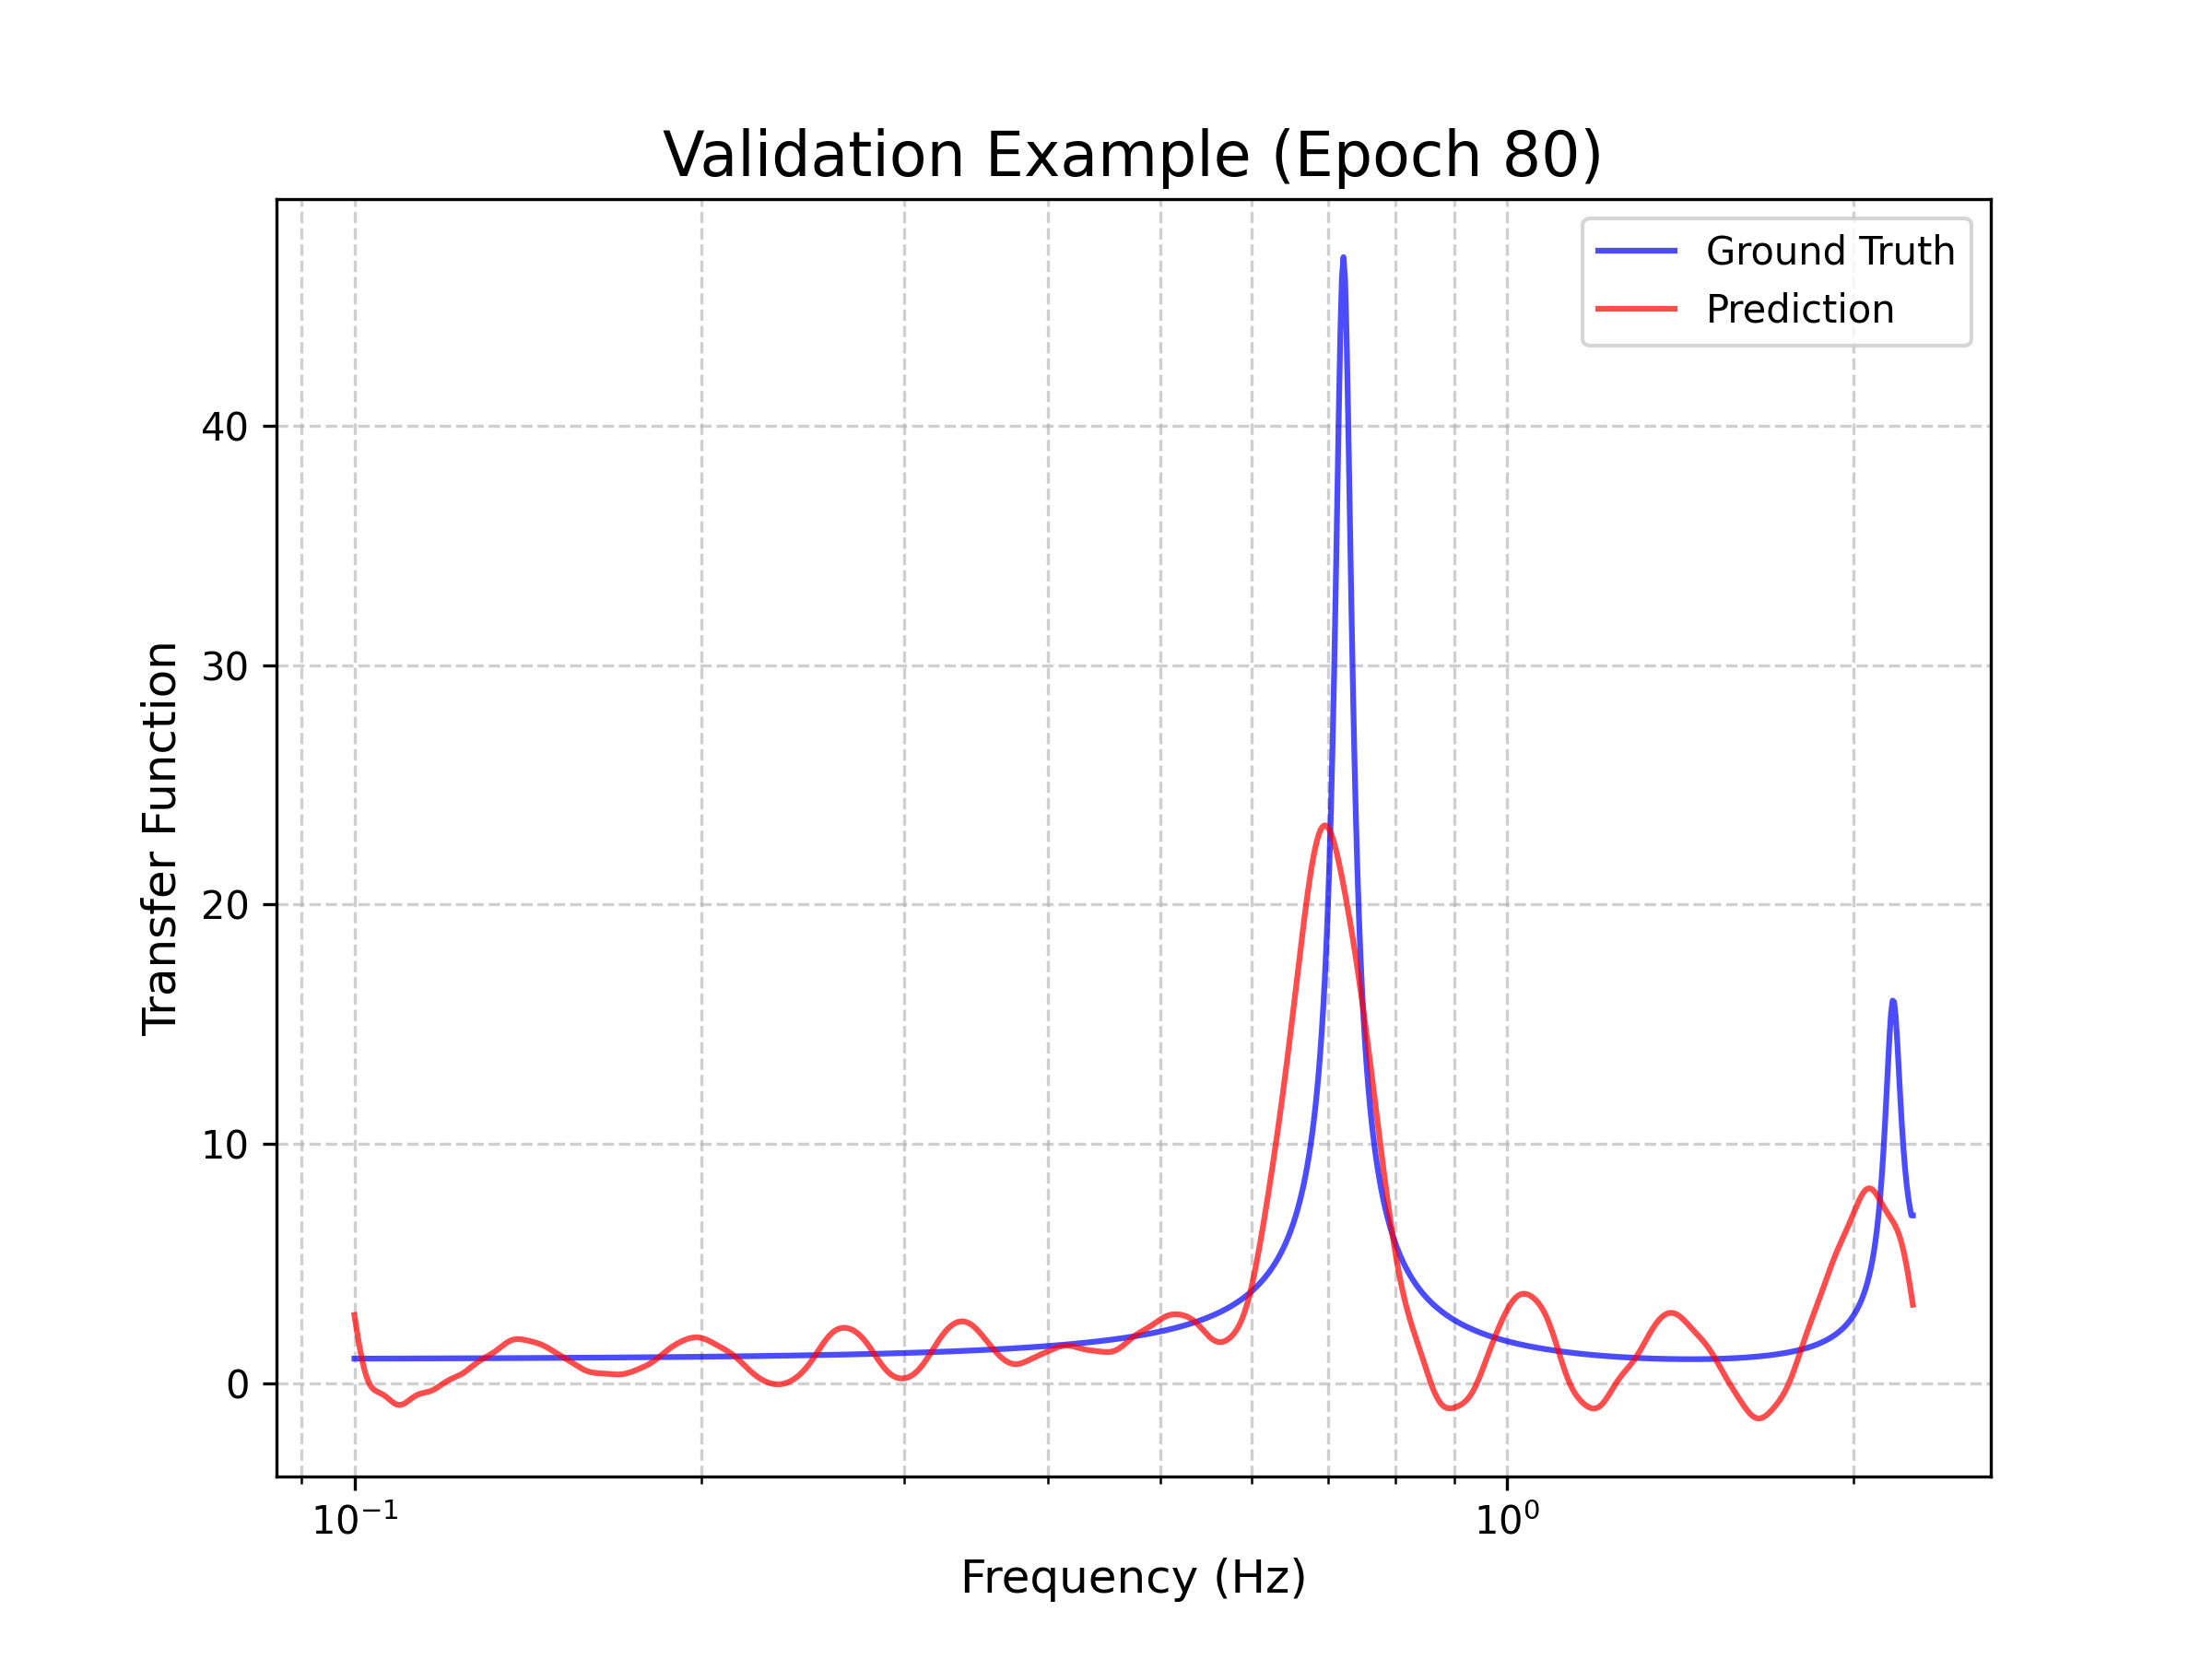 Validation Example (Epoch 80)
Ground Truth
Prediction
Transfer Function
40
30
20
10
0
10⁻¹
10⁰
Frequency (Hz)